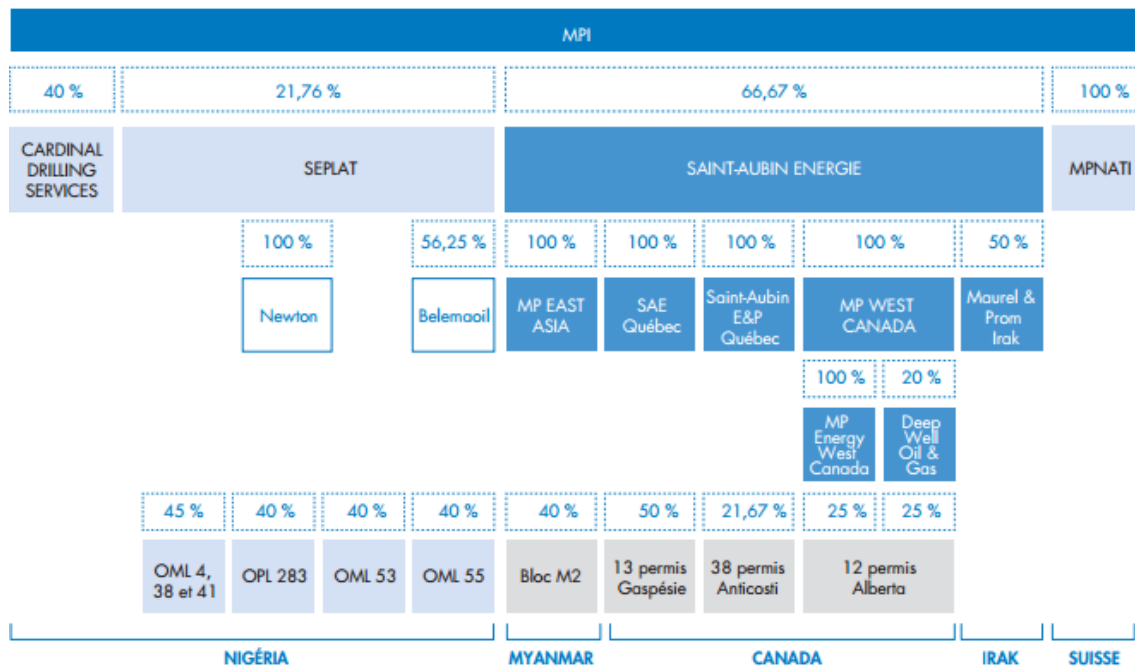 MPI
40 %
21,76 %
66,67 %
100 %
CARDINAL
DRILLING
SERVICES
SEPLAT
SAINT-AUBIN ENERGIE
MPNATI
100 %
56,25 %
100 %
100 %
100 %
100 %
50 %
Newton
Belemaoil
MP EAST
ASIA
SAE
Québec
Saint-Aubin
E&P
Québec
MP WEST
CANADA
Maurel &
Prom
Irak
100 %
20 %
MP
Energy
West
Canada
Deep
Well
Oil &
Gas
45 %
40 %
40 %
40 %
40 %
50 %
21,67 %
25 %
25 %
OML 4,
38 et 41
OPL 283
OML 53
OML 55
Bloc M2
13 permis
Gaspésie
38 permis
Anticosti
12 permis
Alberta
NIGÉRIA
MYANMAR
CANADA
IRAK
SUISSE